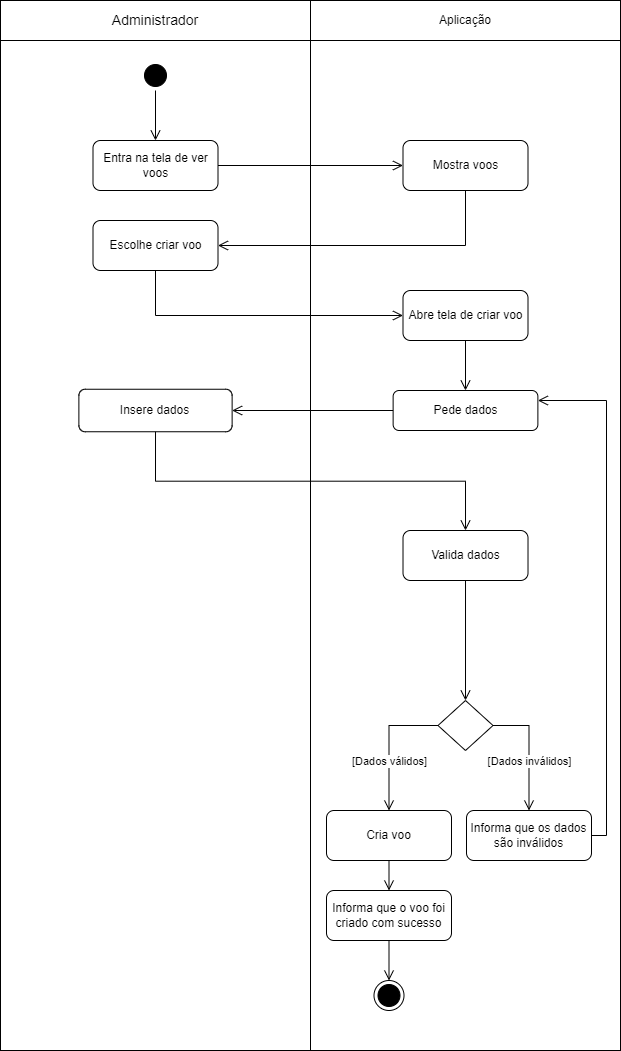 Administrador
Aplicação
Entra na tela de ver
voos
Mostra voos
Escolhe criar voo
Abre tela de criar voo
Insere dados
Pede dados
Valida dados
[Dados válidos]
[Dados inválidos]
Cria voo
Informa que os dados
são inválidos
Informa que o voo foi
criado com sucesso